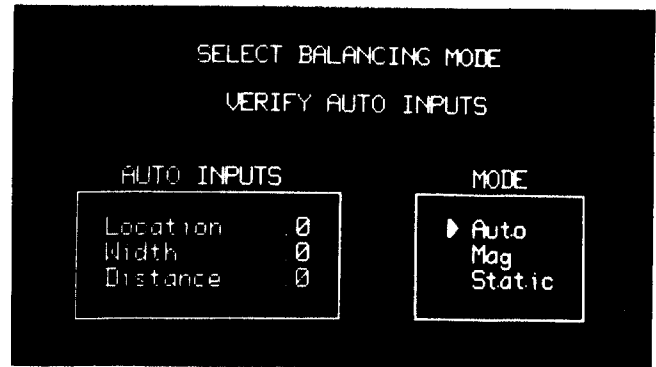 SELECT BALANCING MODE
VERIFY AUTO INPUTS
AUTO INPUTS
Location .0
Width .0
Distance .0
MODE
Auto
Mag
Static